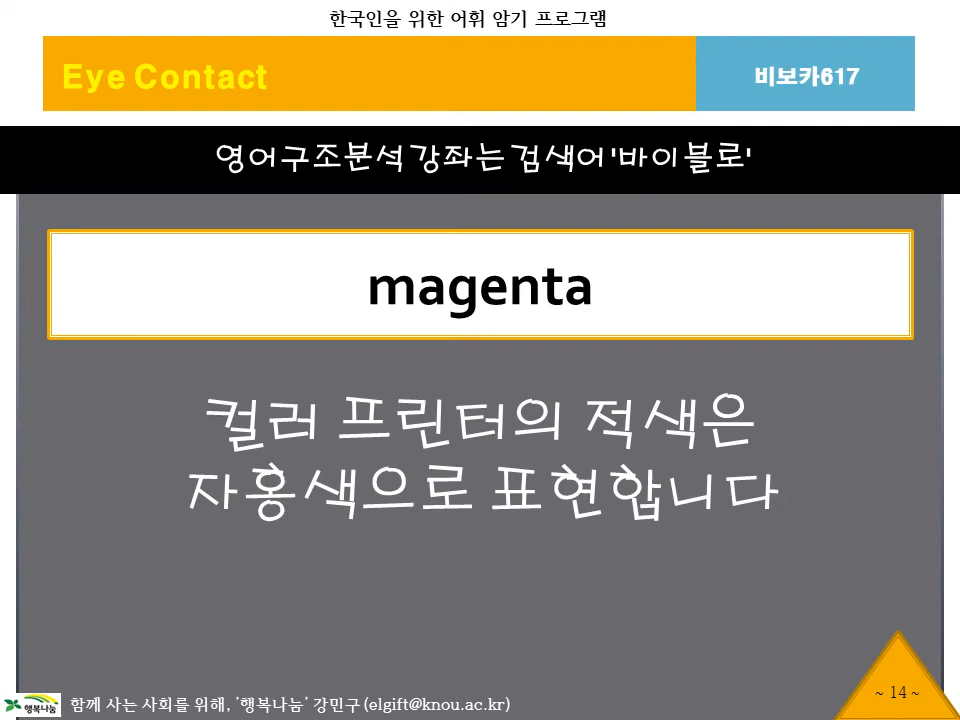 한국인을 위한 어휘 암기 프로그램
Eye Contact
비보카617
영어구조분석 강좌는 검색어 '바이블로'
magenta
컬러 프린터의 적색은
자홍색으로 표현합니다
~ 14 ~
행복나눔
함께 사는 사회를 위해, '행복나눔' 강민구 (elgift@knou.ac.kr)